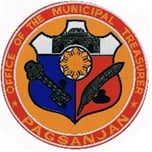 OFFICE OF THE MUNICIPAL TREASURER
PAGSANJAN